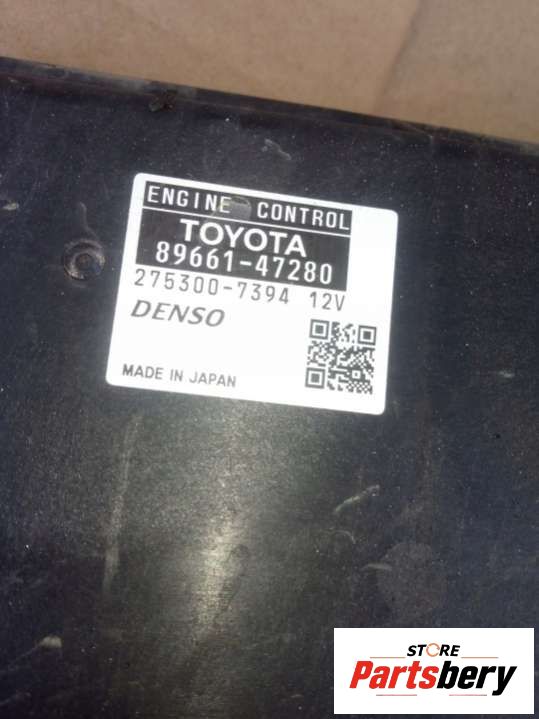 ENGINE CONTROL
TOYOTA
89661-47280
275300-7394 12V
DENSO
MADE IN JAPAN
STORE
Partsbery